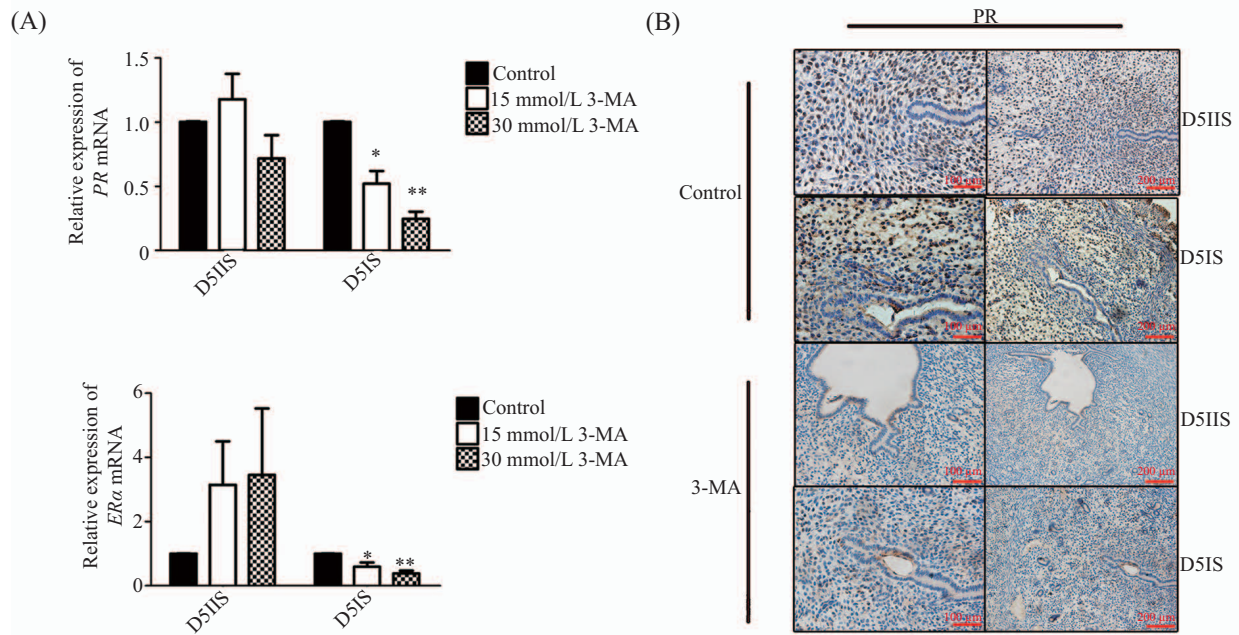 (A)
Relative expression of
PR mRNA
1.5
1.0
0.5
0
D5IIS
D5IS
*
**
Control
15 mmol/L 3-MA
30 mmol/L 3-MA
Relative expression of
ERα mRNA
6
4
2
0
D5IIS
D5IS
*
**
Control
15 mmol/L 3-MA
30 mmol/L 3-MA
(B)
PR
Control
3-MA
100 μm
200 μm
D5IIS
100 μm
200 μm
D5IS
100 μm
200 μm
D5IIS
100 μm
200 μm
D5IS